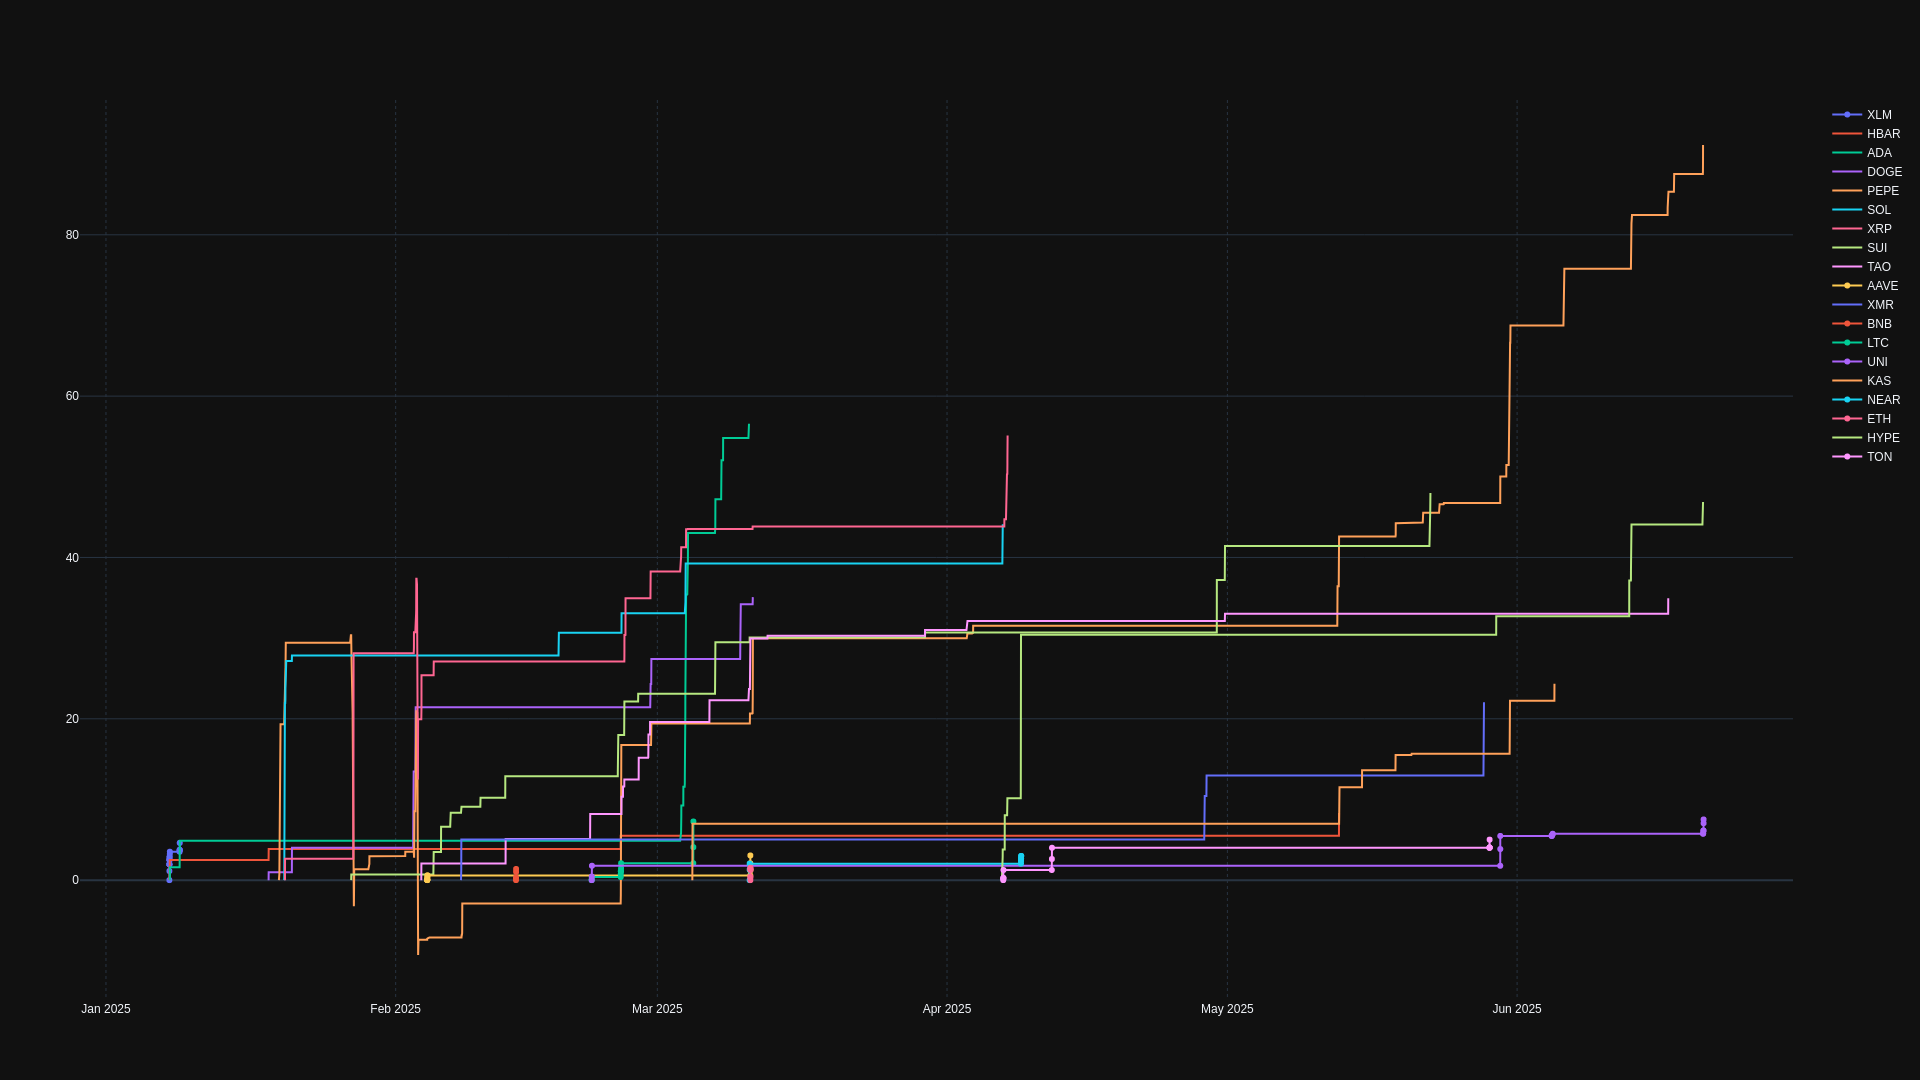 80
60
40
20
0
Jan 2025
Feb 2025
Mar 2025
Apr 2025
May 2025
Jun 2025
XLM
HBAR
ADA
DOGE
PEPE
SOL
XRP
SUI
TAO
AAVE
XMR
BNB
LTC
UNI
KAS
NEAR
ETH
HYPE
TON